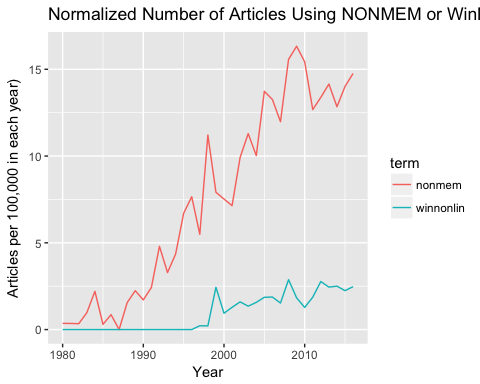 Normalized Number of Articles Using NONMEM or Winl
Articles per 100,000 in each year)
15
10
5
0
1980
1990
2000
2010
Year
term
nonmem
winnonlin